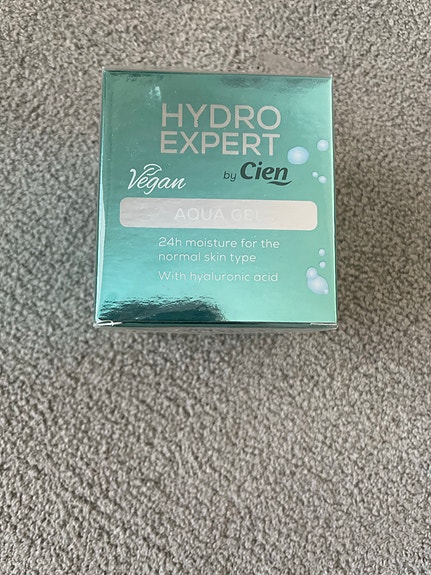 HYDRO
EXPERT
by Cien
Vegan
AQUA GEL
24h moisture for the
normal skin type
With hyaluronic acid